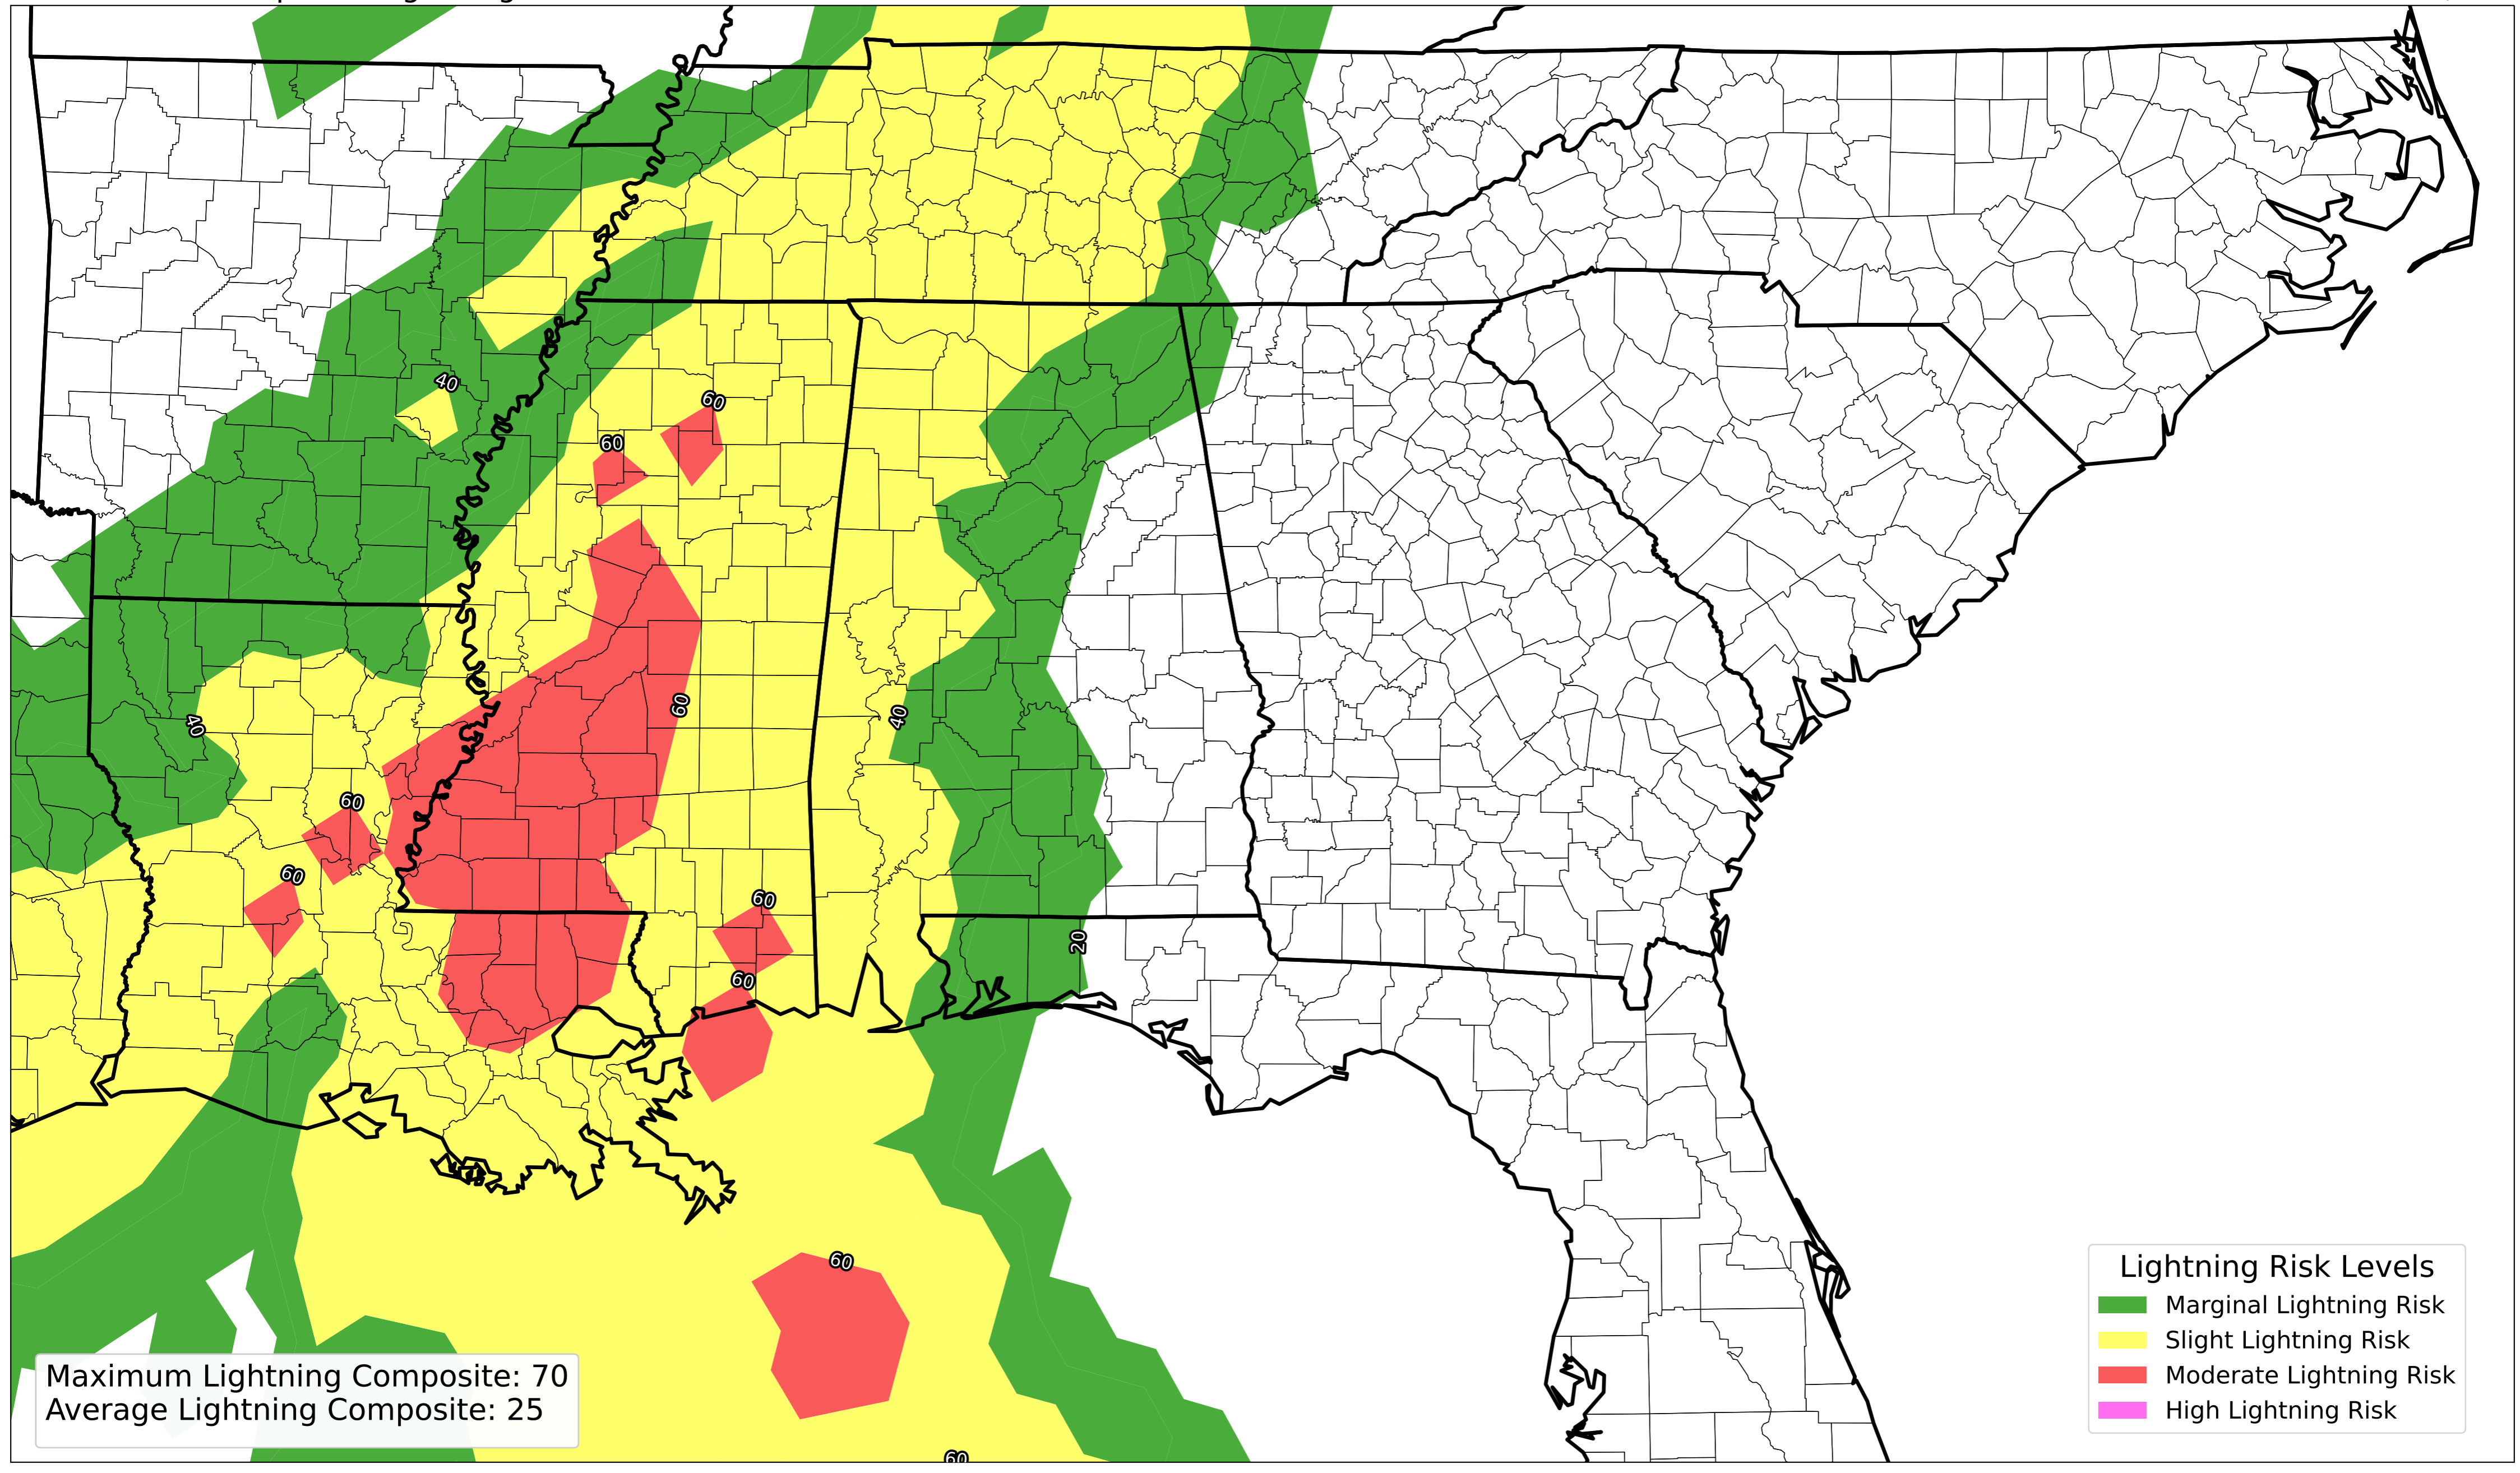 40
60
60
60
40
40
60
60
60
20
60
60
60
Lightning Risk Levels
Marginal Lightning Risk
Slight Lightning Risk
Moderate Lightning Risk
High Lightning Risk
Maximum Lightning Composite: 70
Average Lightning Composite: 25